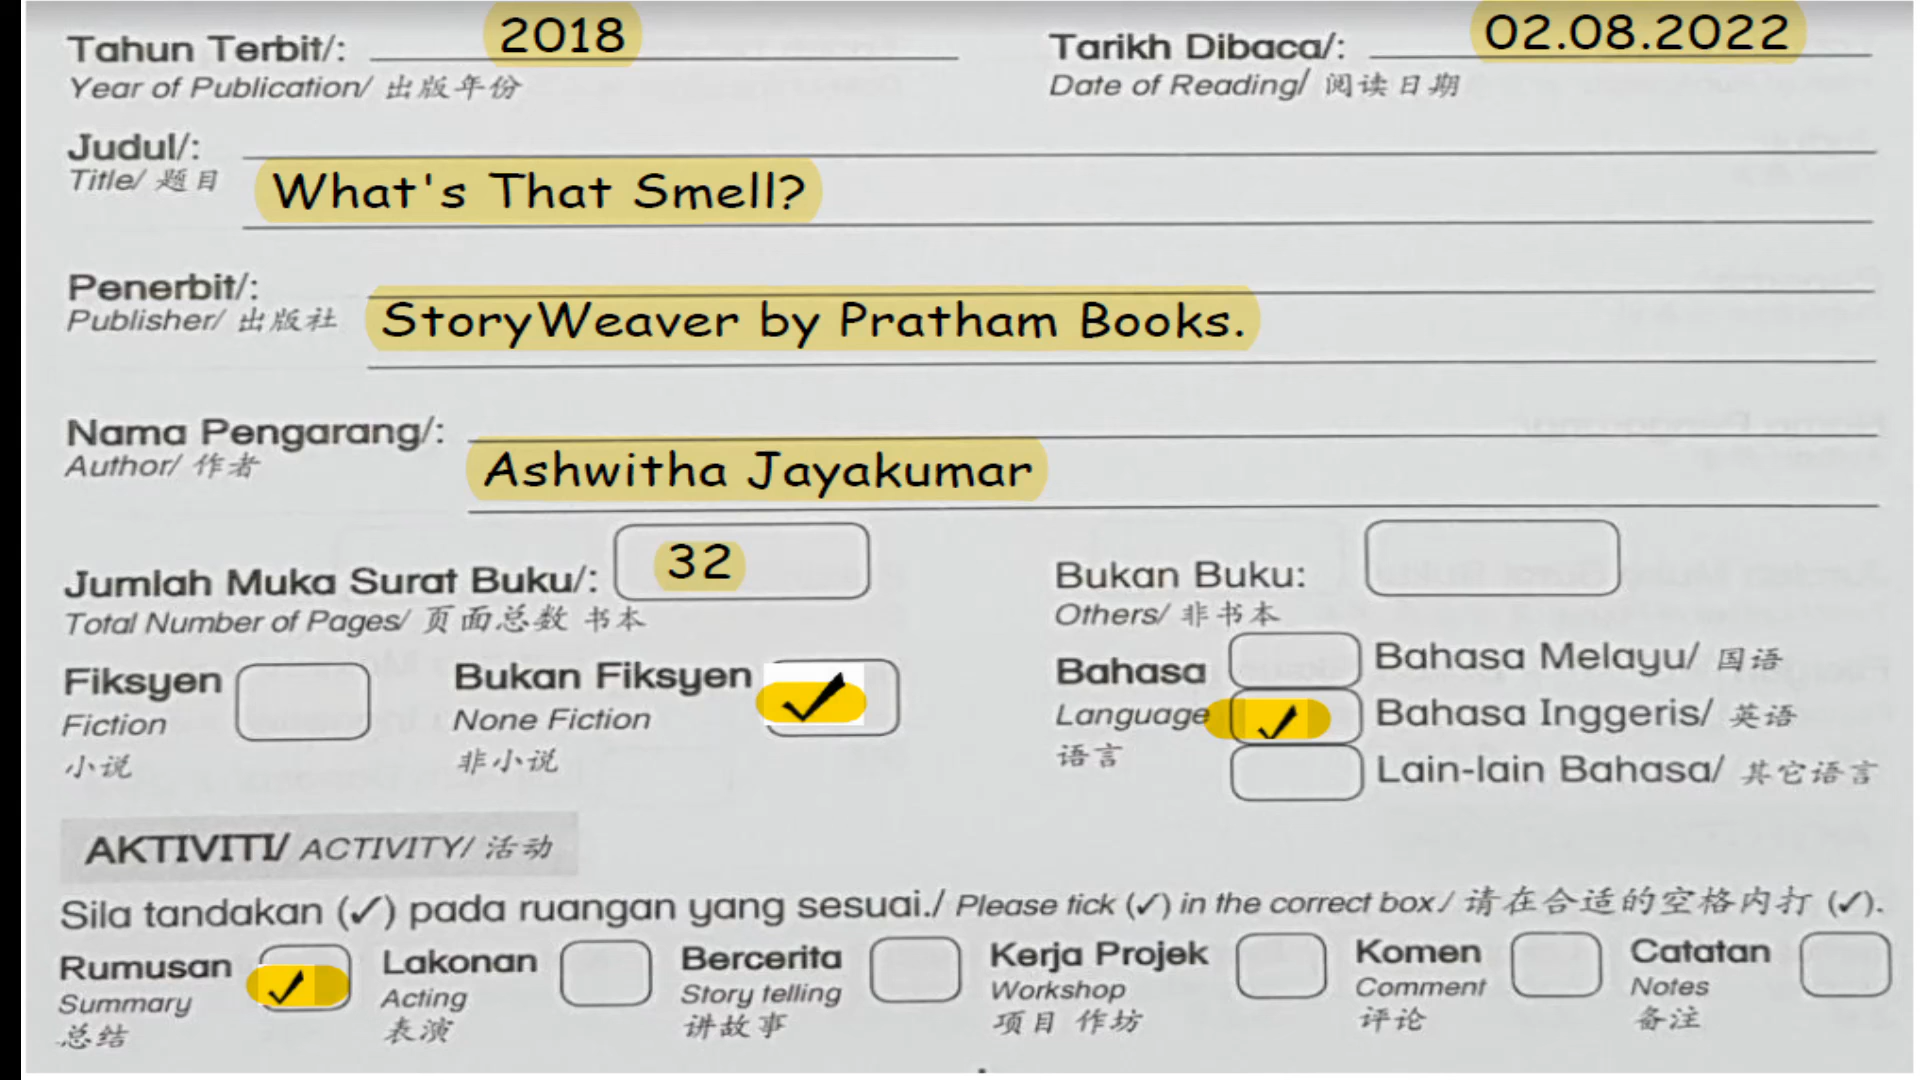 Tahun Terbit/: 2018 Tarikh Dibaca/: 02.08.2022
Year of Publication/ 出版年份 Date of Reading/ 阅读日期
Judul/:
Title/ 题目 What's That Smell?
Penerbit/:
Publisher/ 出版社 StoryWeaver by Pratham Books.
Nama Pengarang/:
Author/ 作者 Ashwitha Jayakumar
Jumlah Muka Surat Buku/: 32 Bukan Buku:
Total Number of Pages/ 页面总数 书本 Others/ 非书本
Fiksyen Bukan Fiksyen ✓ Bahasa Bahasa Melayu/ 国语
Fiction None Fiction Language ✓ Bahasa Inggeris/ 英语
小说 非小说 语言 Lain-lain Bahasa/ 其它语言
AKTIVITI/ ACTIVITY/ 活动
Sila tandakan (✓) pada ruangan yang sesuai./ Please tick (✓) in the correct box./ 请在合适的空格内打 (✓).
Rumusan ✓ Lakonan Bercerita Kerja Projek Komen Catatan
Summary Acting Story telling Workshop Comment Notes
总结 表演 讲故事 项目 作坊 评论 备注